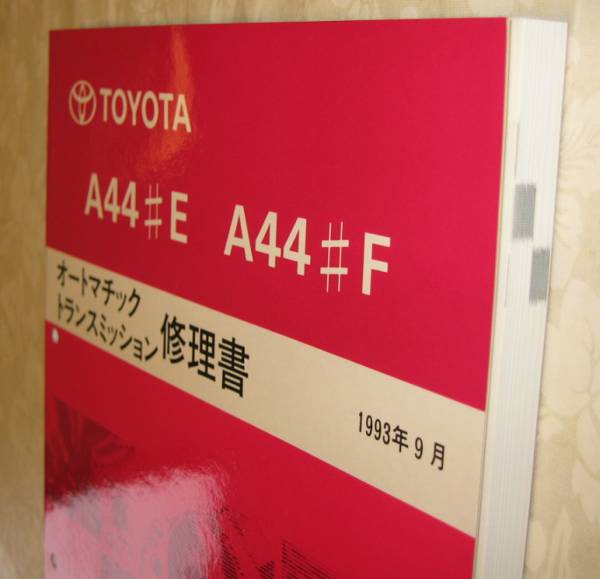 TOYOTA
A44♯E A44♯F
オートマチック
トランスミッション 修理書
1993年9月